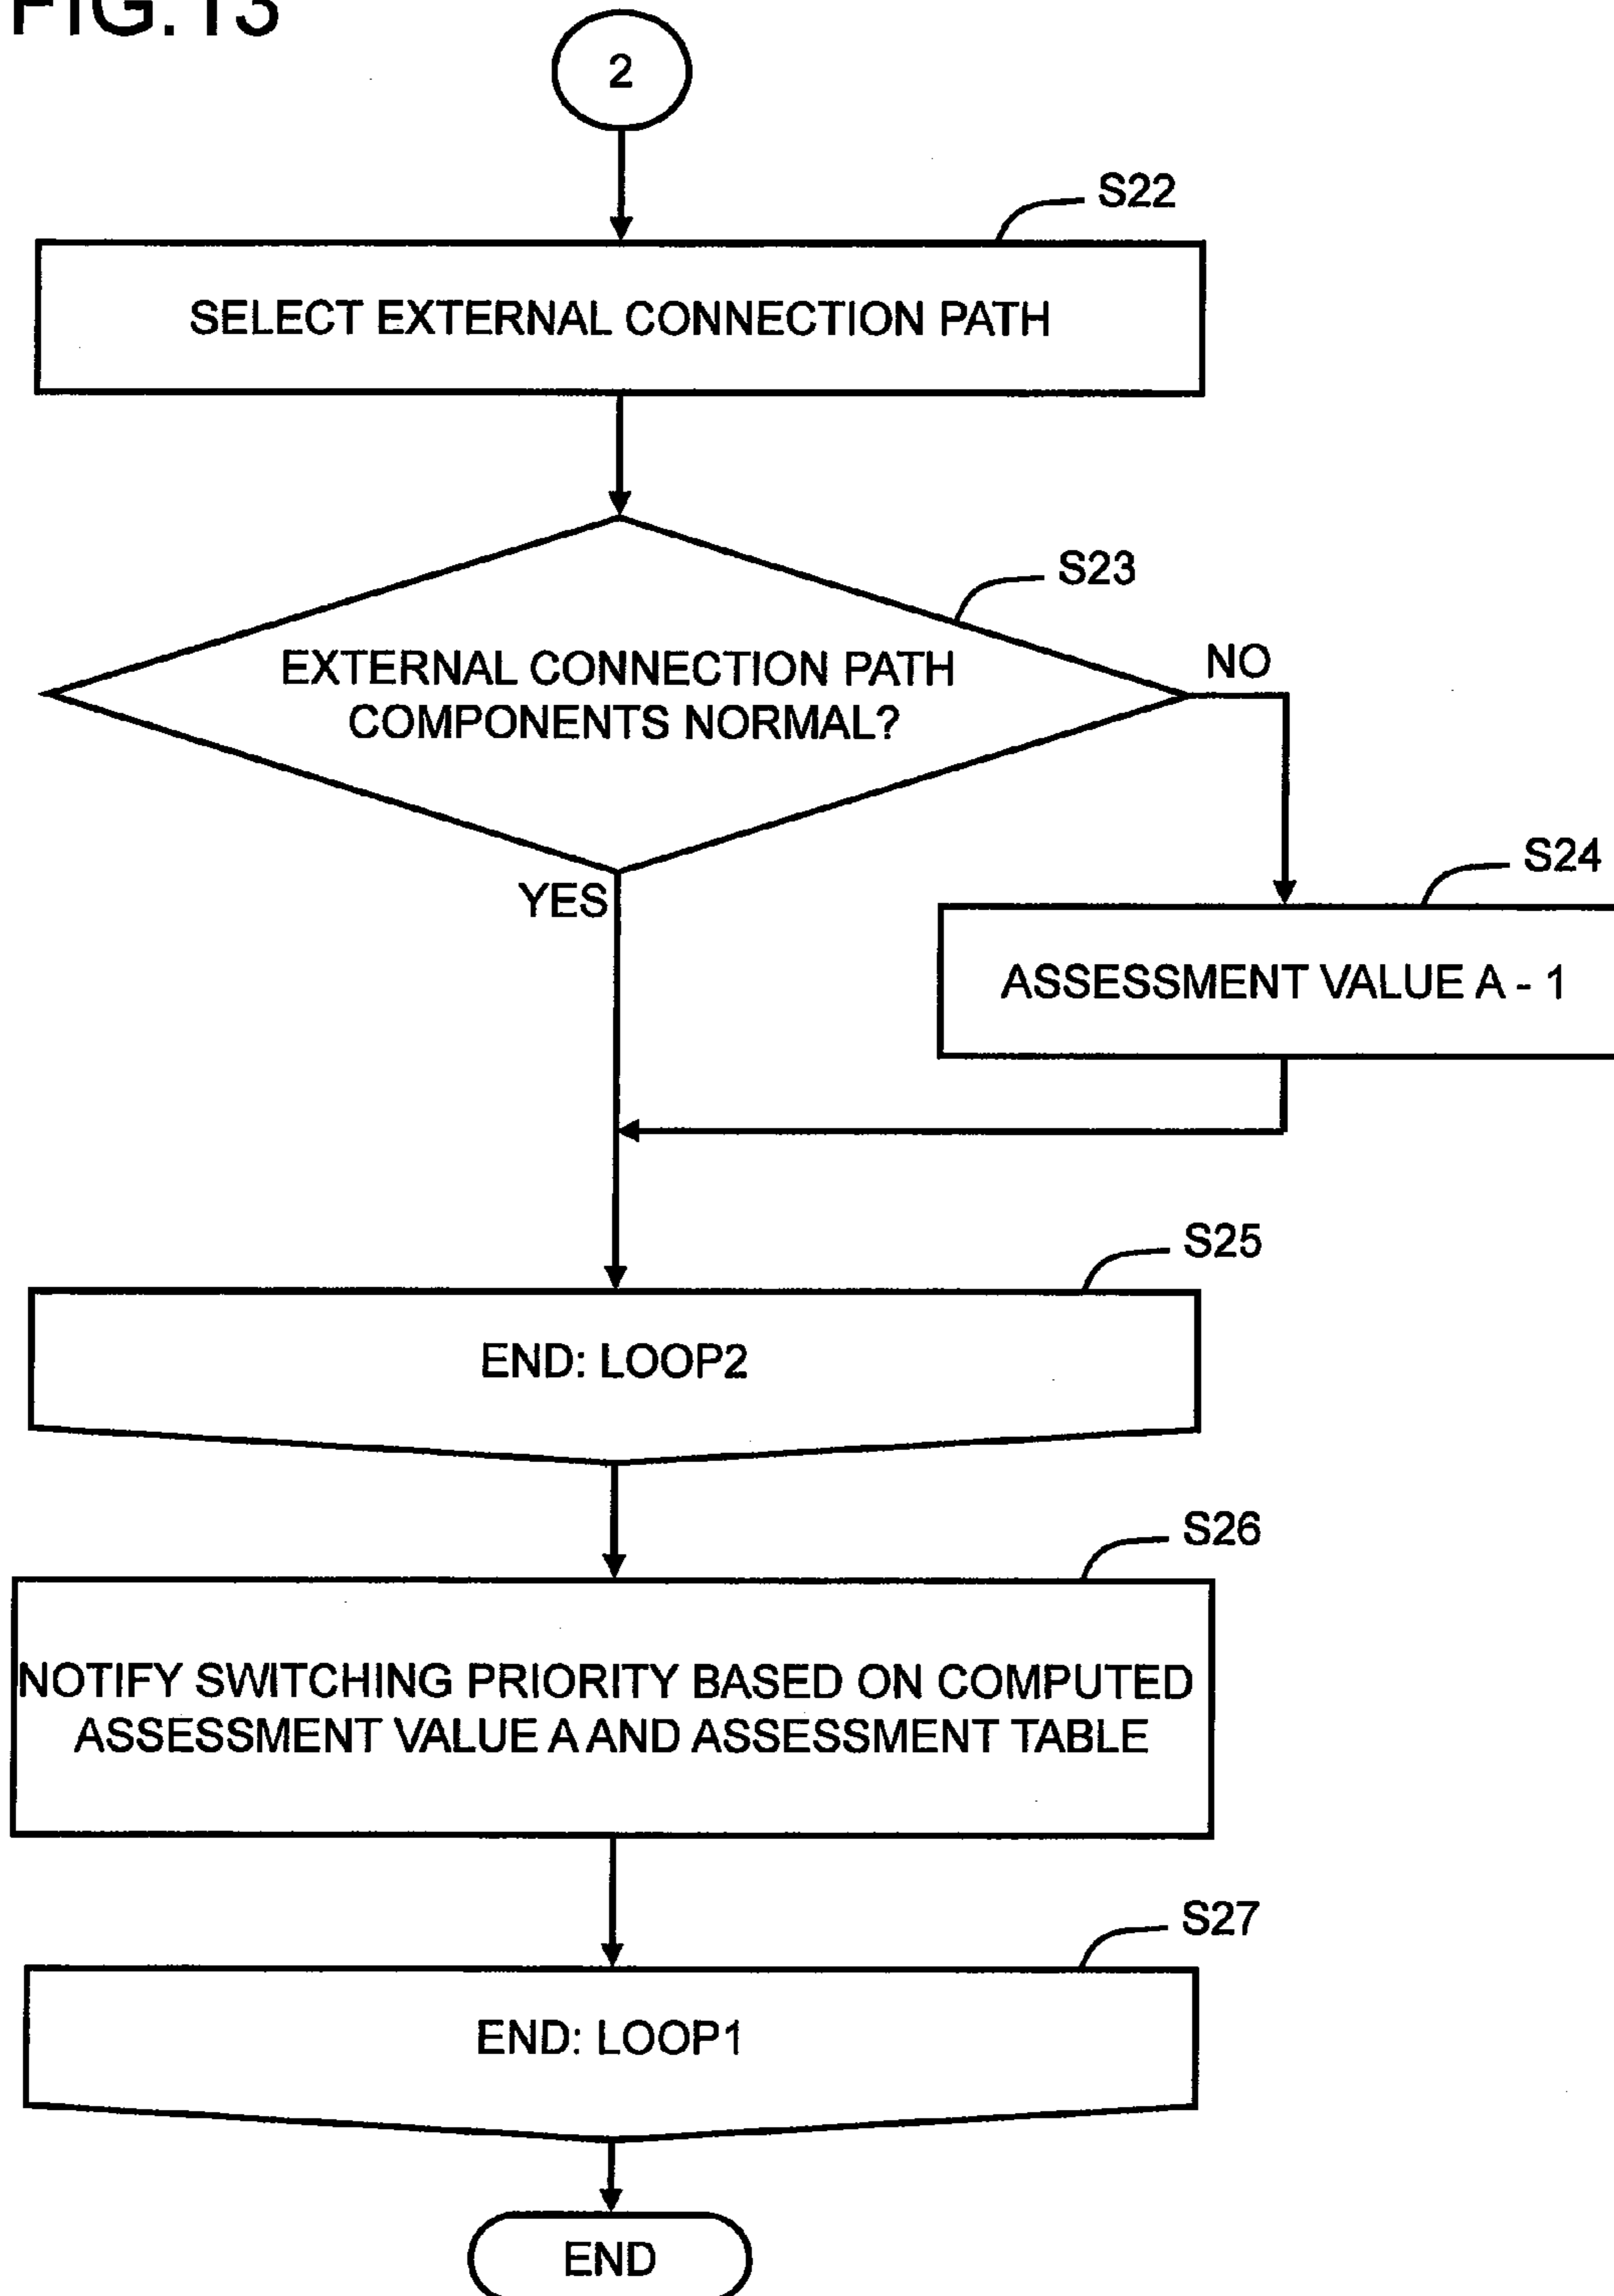 FIG.13
2
S22
SELECT EXTERNAL CONNECTION PATH
S23
EXTERNAL CONNECTION PATH
COMPONENTS NORMAL?
NO
YES
S24
ASSESSMENT VALUE A - 1
S25
END: LOOP2
S26
NOTIFY SWITCHING PRIORITY BASED ON COMPUTED
ASSESSMENT VALUE A AND ASSESSMENT TABLE
S27
END: LOOP1
END